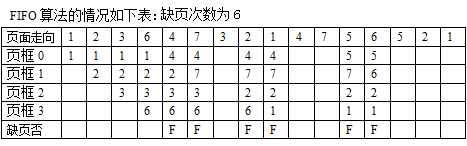 FIFO 算法的情况如下表：缺页次数为 6
页面走向 1 2 3 6 4 7 3 2 1 4 7 5 6 5 2 1
页框 0 1 1 1 1 4 4 4 4 5 5
页框 1 2 2 2 2 7 7 7 7 6
页框 2 3 3 3 3 2 2 2 2
页框 3 6 6 6 6 1 1 1
缺页否 F F F F F F